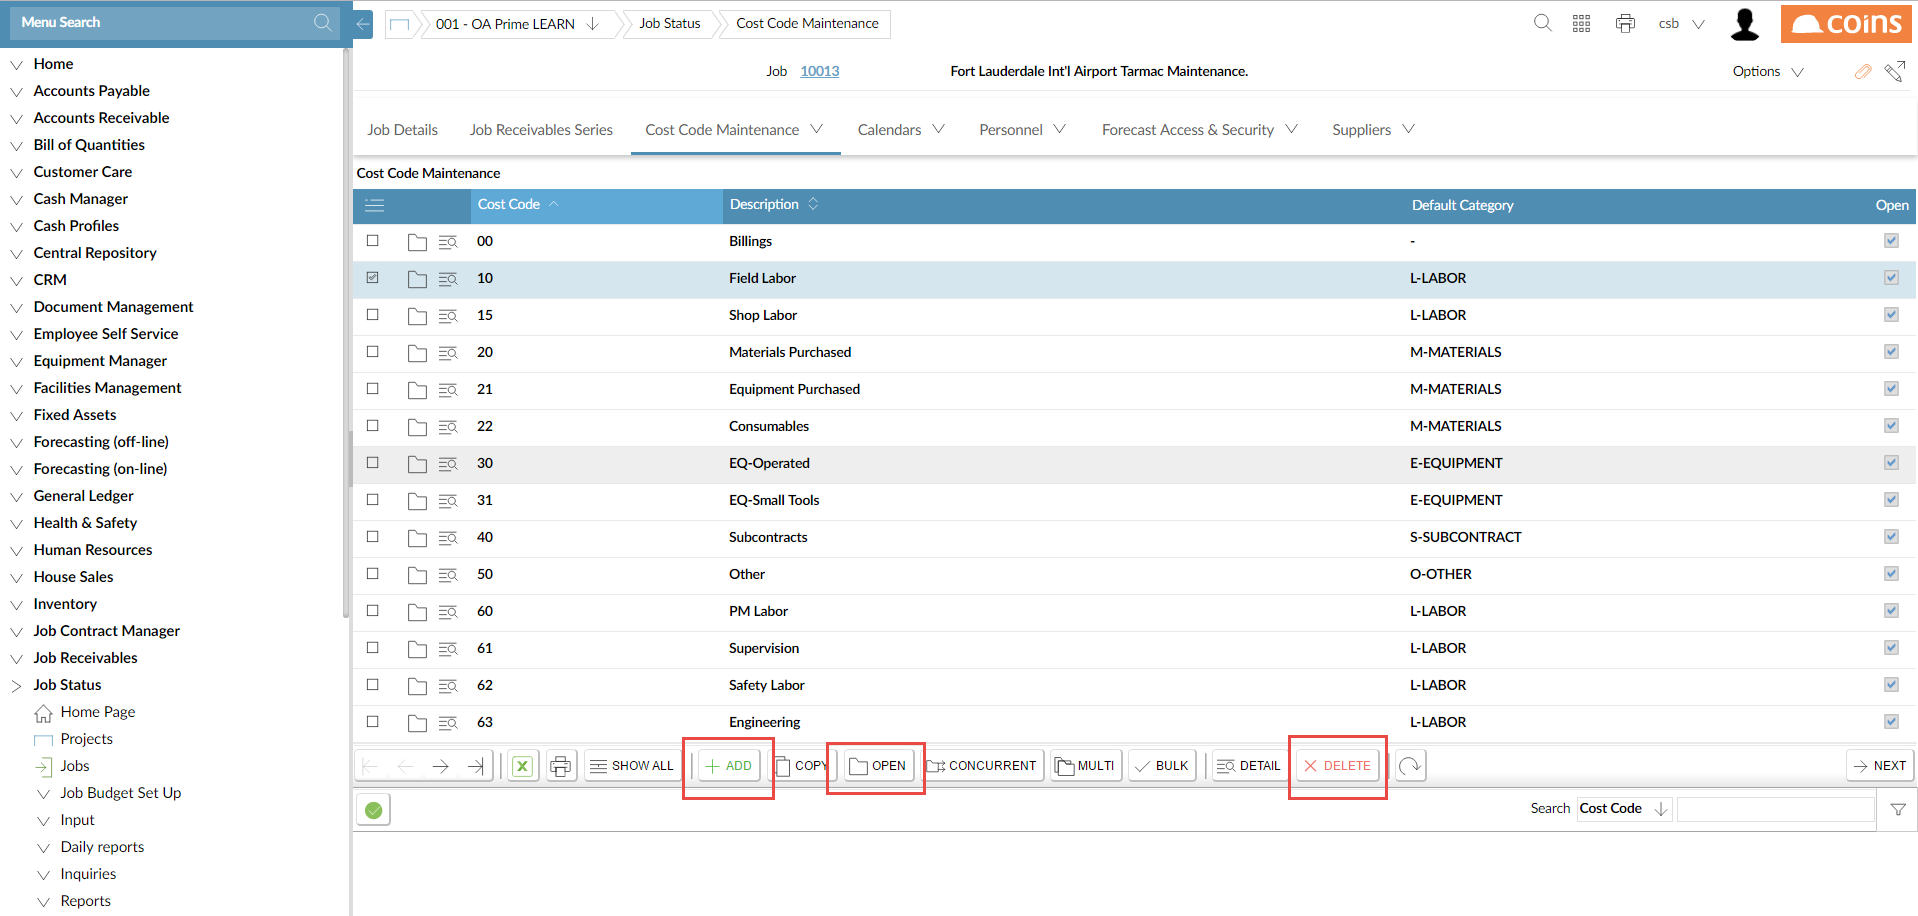 Menu Search
001 - OA Prime LEARN
Job Status
Cost Code Maintenance
csb
coins
Job 10013
Fort Lauderdale Int'l Airport Tarmac Maintenance.
Options
Job Details
Job Receivables Series
Cost Code Maintenance
Calendars
Personnel
Forecast Access & Security
Suppliers
Home
Accounts Payable
Accounts Receivable
Bill of Quantities
Customer Care
Cash Manager
Cash Profiles
Central Repository
CRM
Document Management
Employee Self Service
Equipment Manager
Facilities Management
Fixed Assets
Forecasting (off-line)
Forecasting (on-line)
General Ledger
Health & Safety
Human Resources
House Sales
Inventory
Job Contract Manager
Job Receivables
Job Status
Home Page
Projects
Jobs
Job Budget Set Up
Input
Daily reports
Inquiries
Reports
Cost Code Maintenance
Cost Code Description Default Category Open
00 Billings -
10 Field Labor L-LABOR
15 Shop Labor L-LABOR
20 Materials Purchased M-MATERIALS
21 Equipment Purchased M-MATERIALS
22 Consumables M-MATERIALS
30 EQ-Operated E-EQUIPMENT
31 EQ-Small Tools E-EQUIPMENT
40 Subcontracts S-SUBCONTRACT
50 Other O-OTHER
60 PM Labor L-LABOR
61 Supervision L-LABOR
62 Safety Labor L-LABOR
63 Engineering L-LABOR
SHOW ALL ADD COPY OPEN CONCURRENT MULTI BULK DETAIL DELETE NEXT
Search Cost Code